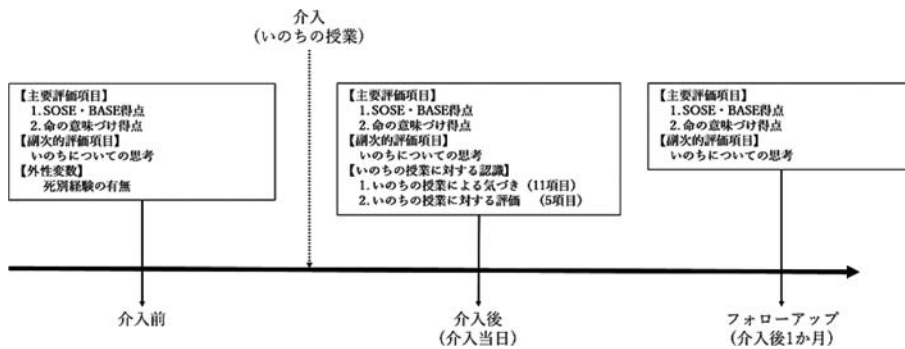 介入
(いのちの授業)
【主要評価項目】
1.SOSE・BASE得点
2.命の意味づけ得点
【副次的評価項目】
いのちについての思考
【外性変数】
死別経験の有無
【主要評価項目】
1.SOSE・BASE得点
2.命の意味づけ得点
【副次的評価項目】
いのちについての思考
【いのちの授業に対する認識】
1.いのちの授業による気づき（11項目）
2.いのちの授業に対する評価　（5項目）
【主要評価項目】
1.SOSE・BASE得点
2.命の意味づけ得点
【副次的評価項目】
いのちについての思考
介入前
介入後
(介入当日)
フォローアップ
(介入後1か月)